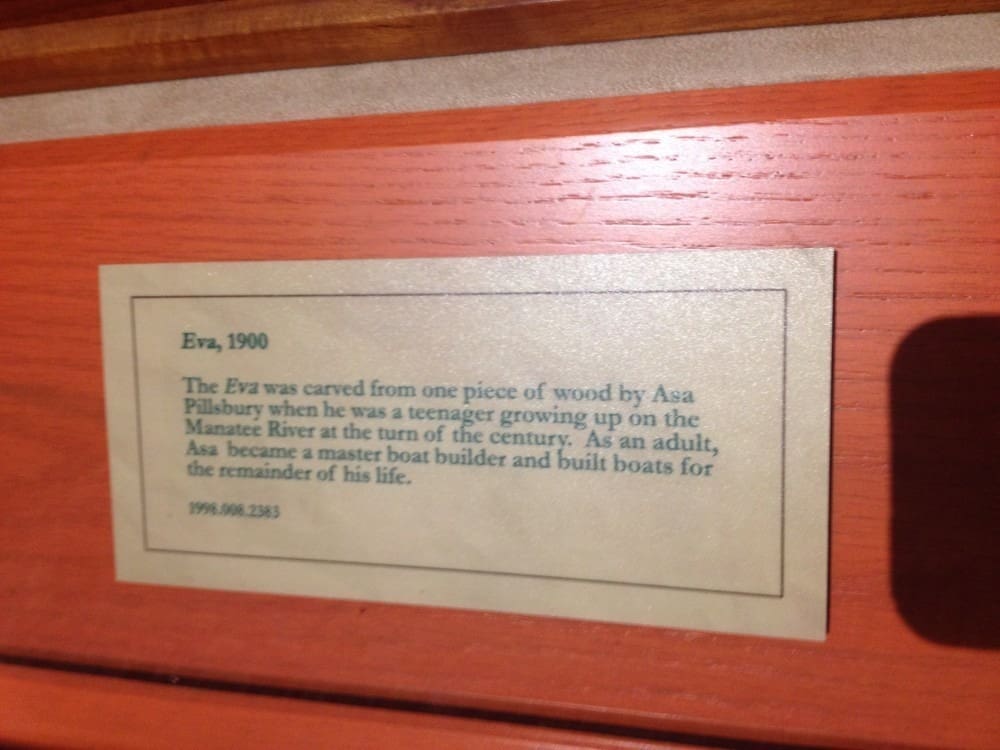 Eva, 1900
The Eva was carved from one piece of wood by Asa
Pillsbury when he was a teenager growing up on the
Manatee River at the turn of the century. As an adult,
Asa became a master boat builder and built boats for
the remainder of his life.
1998.008.2383